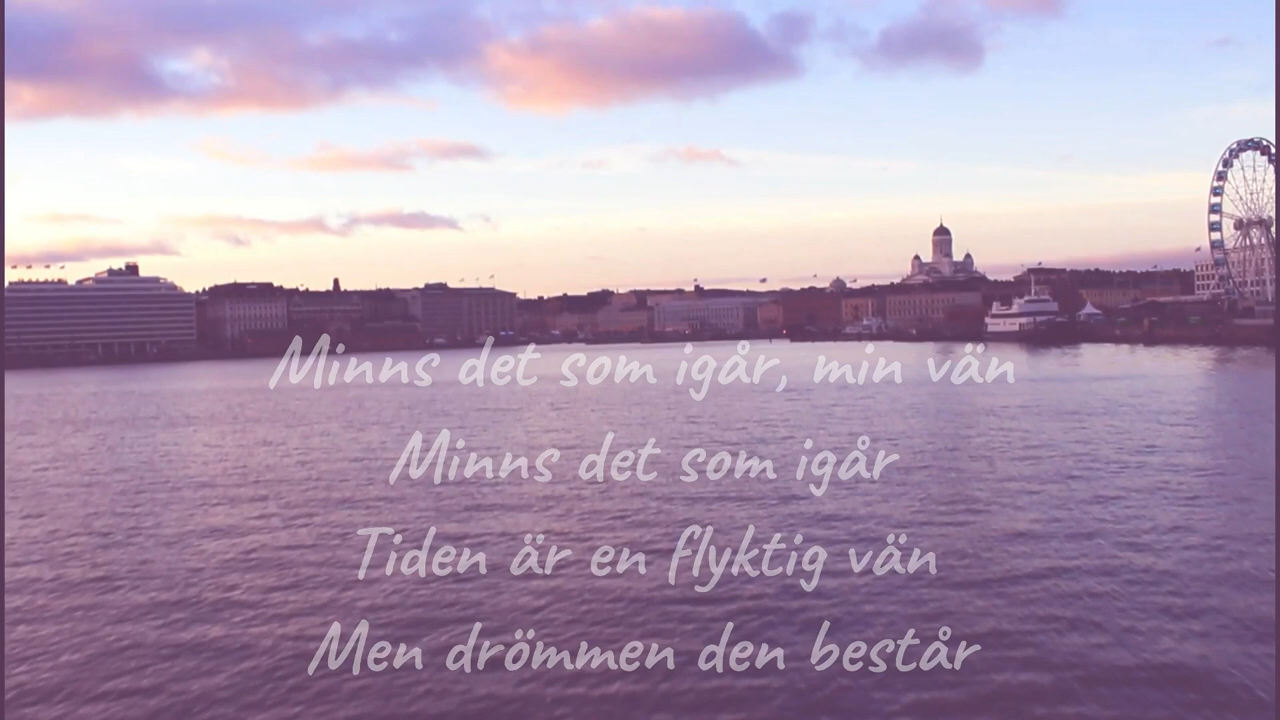 Minns det som igår, min vän
Minns det som igår
Tiden är en flyktig vän
Men drömmen den består